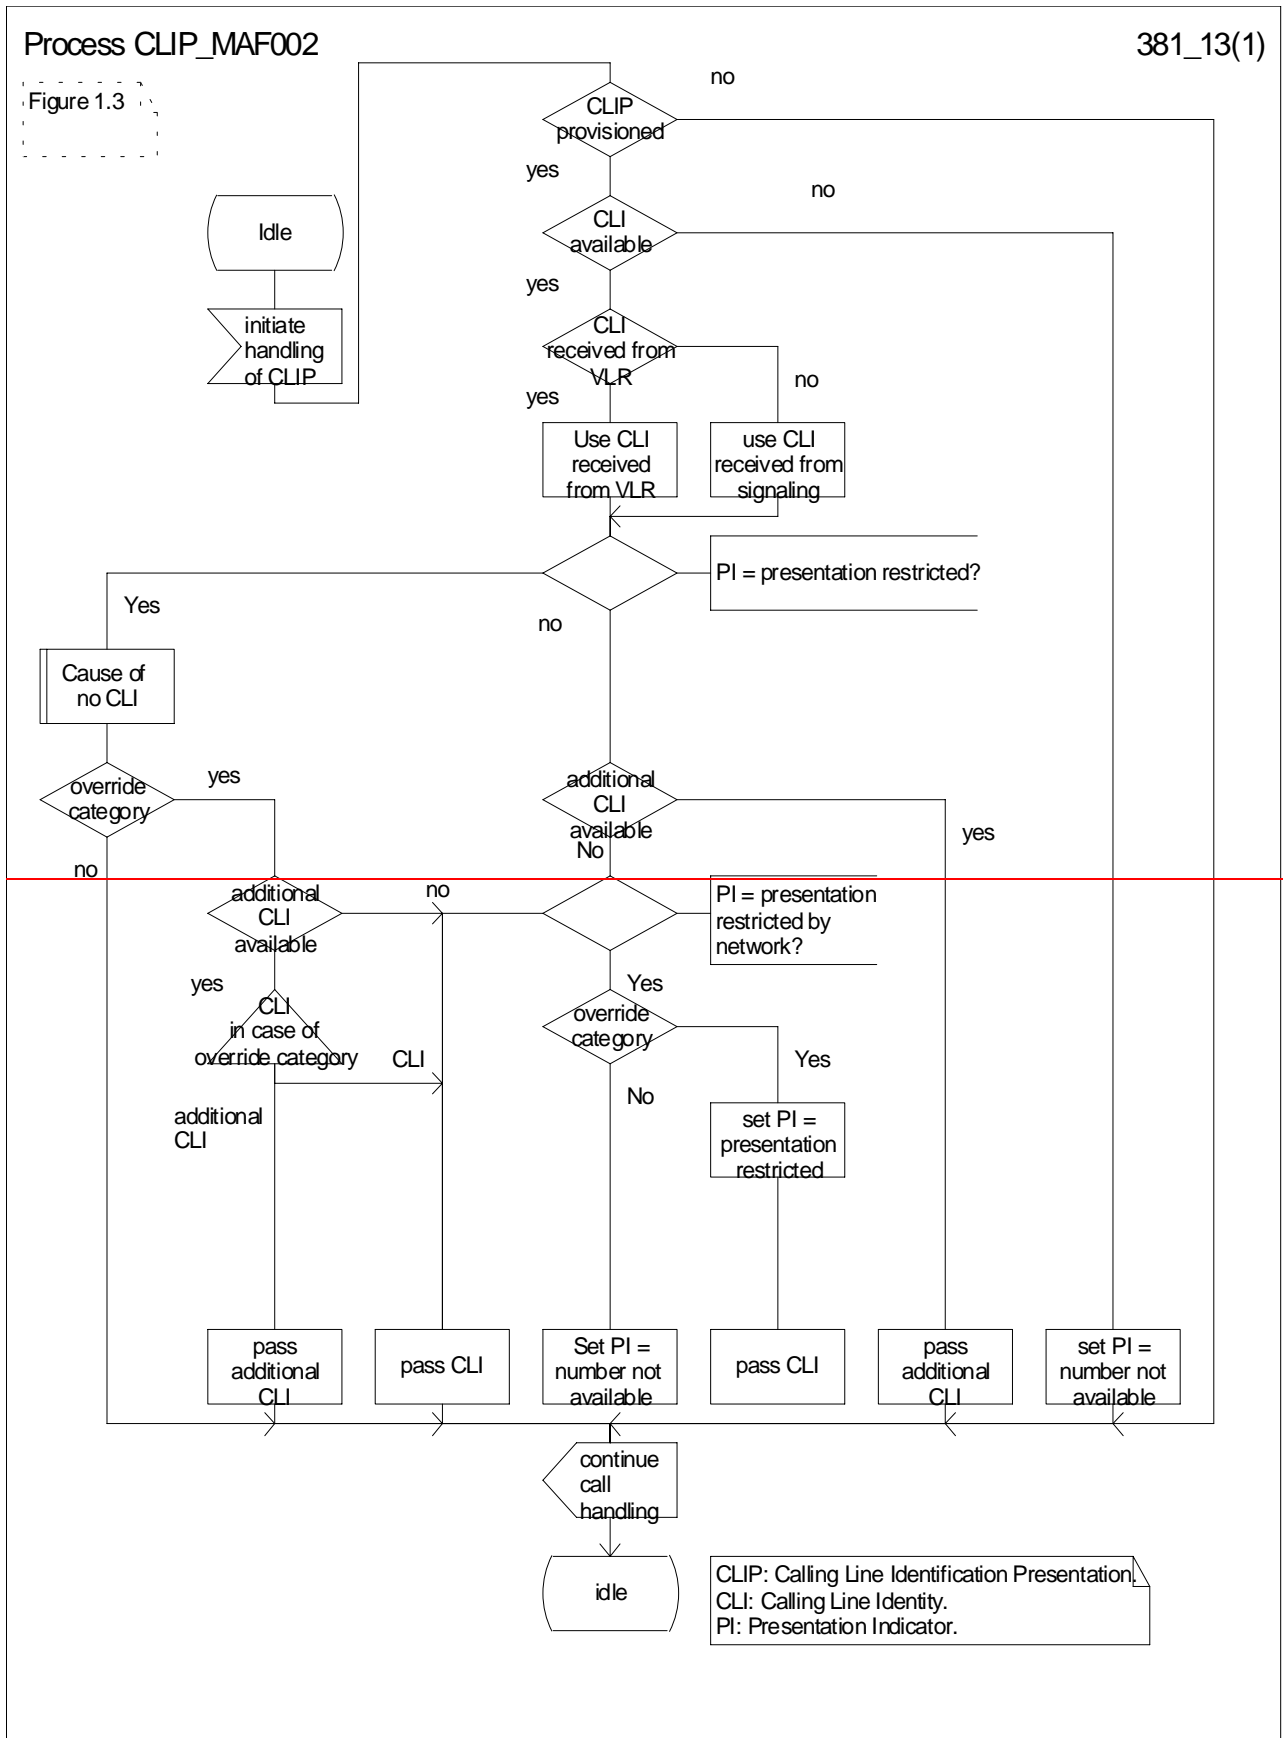 Process CLIP_MAF002
381_13(1)
Figure 1.3
no
CLIP
provisioned
yes
no
Idle
CLI
available
yes
initiate
handling
of CLIP
CLI
received from
VLR
no
yes
Use CLI
received
from VLR
use CLI
received from
signaling
PI = presentation restricted?
Yes
no
Cause of
no CLI
yes
override
category
additional
CLI
available
yes
No
no
additional
CLI
available
no
PI = presentation
restricted by
network?
yes
Yes
CLI
in case of
override category
override
category
CLI
Yes
No
additional
CLI
set PI =
presentation
restricted
pass
additional
CLI
pass CLI
Set PI =
number not
available
pass CLI
pass
additional
CLI
set PI =
number not
available
continue
call
handling
idle
CLIP: Calling Line Identification Presentation.
CLI: Calling Line Identity.
PI: Presentation Indicator.